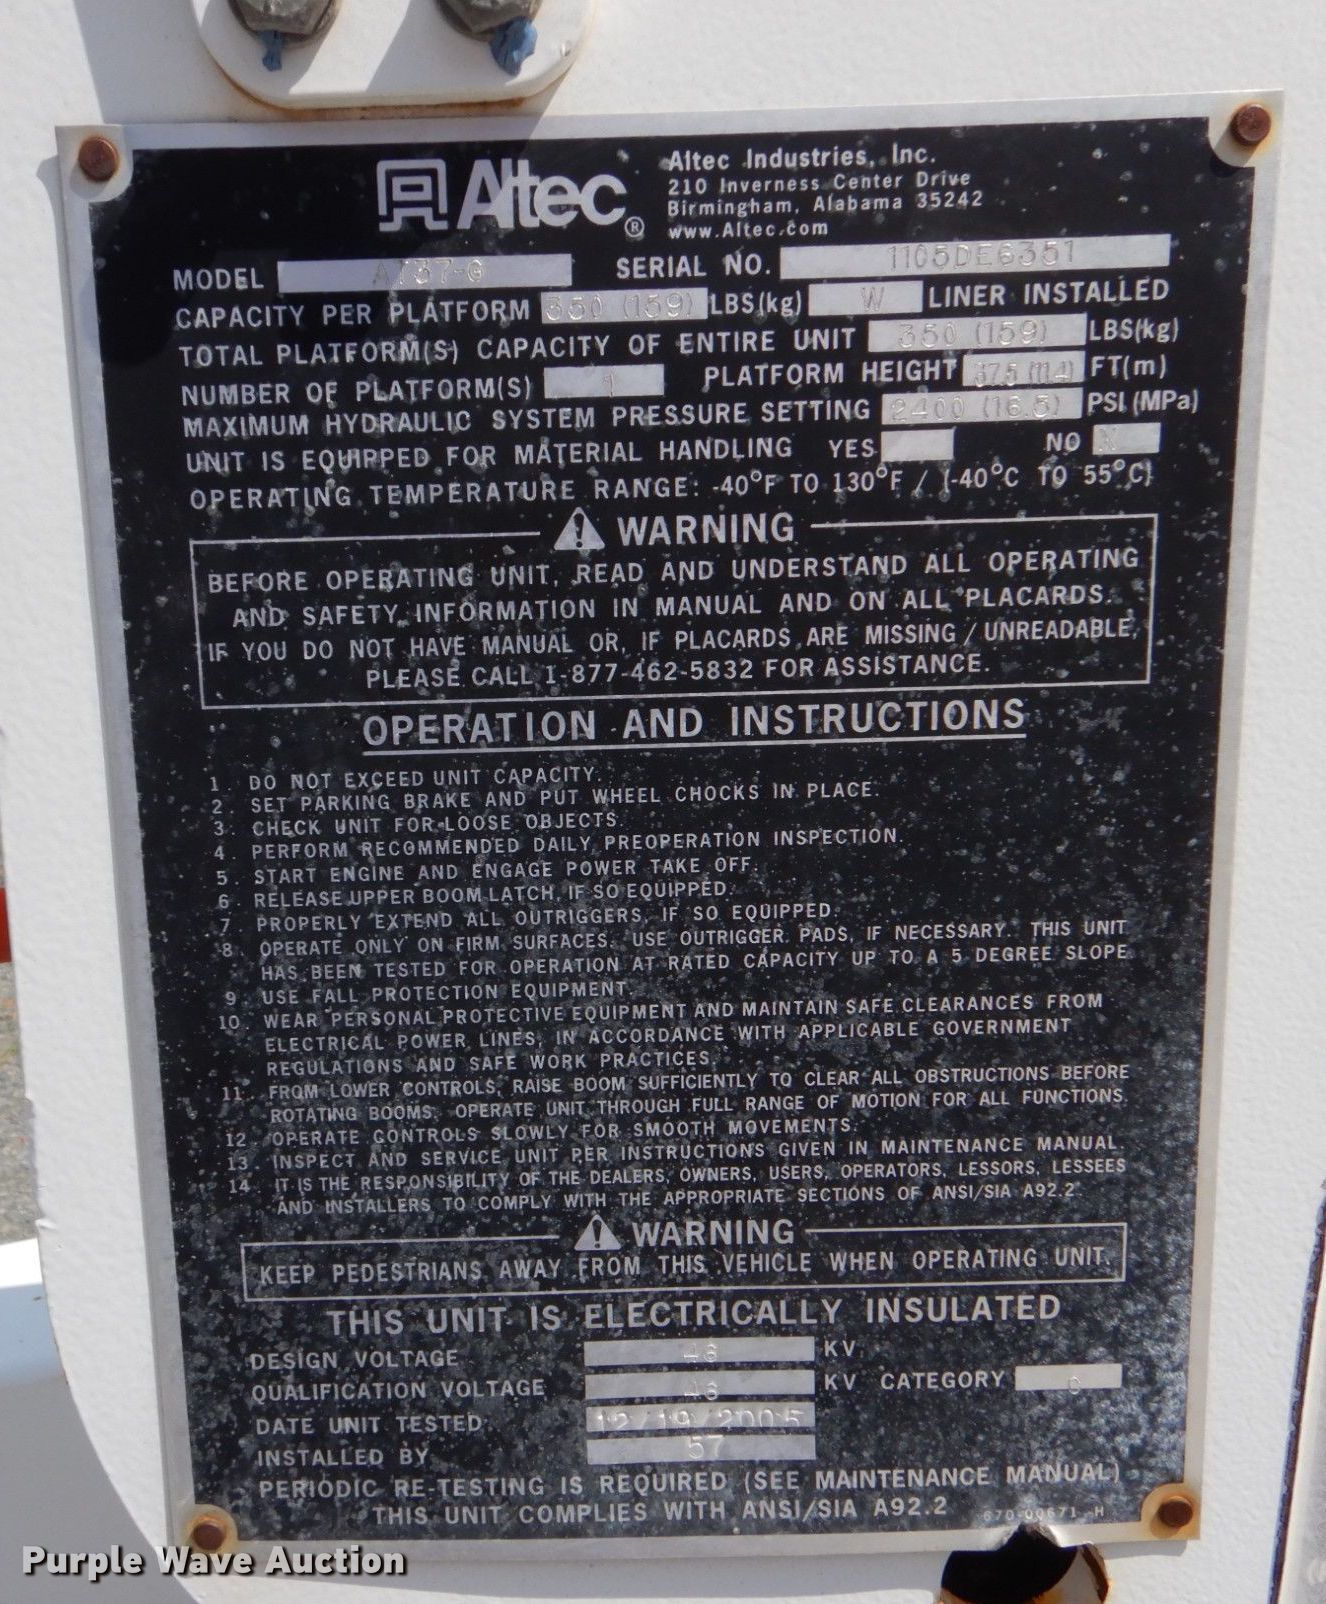 Altec®
Altec Industries, Inc.
210 Inverness Center Drive
Birmingham, Alabama 35242
www.Altec.com
MODEL AT37-G SERIAL NO. 1105DE6351
CAPACITY PER PLATFORM 350 (159) LBS(kg) W LINER INSTALLED
TOTAL PLATFORM(S) CAPACITY OF ENTIRE UNIT 350 (159) LBS(kg)
NUMBER OF PLATFORM(S) 1 PLATFORM HEIGHT 37.5 (11.4) FT(m)
MAXIMUM HYDRAULIC SYSTEM PRESSURE SETTING 2400 (16.5) PSI (MPa)
UNIT IS EQUIPPED FOR MATERIAL HANDLING YES NO X
OPERATING TEMPERATURE RANGE: -40°F TO 130°F / (-40°C TO 55°C)
WARNING
BEFORE OPERATING UNIT, READ AND UNDERSTAND ALL OPERATING
AND SAFETY INFORMATION IN MANUAL AND ON ALL PLACARDS.
IF YOU DO NOT HAVE MANUAL OR, IF PLACARDS ARE MISSING / UNREADABLE,
PLEASE CALL 1-877-462-5832 FOR ASSISTANCE.
OPERATION AND INSTRUCTIONS
1. DO NOT EXCEED UNIT CAPACITY.
2. SET PARKING BRAKE AND PUT WHEEL CHOCKS IN PLACE.
3. CHECK UNIT FOR LOOSE OBJECTS.
4. PERFORM RECOMMENDED DAILY PREOPERATION INSPECTION.
5. START ENGINE AND ENGAGE POWER TAKE OFF.
6. RELEASE UPPER BOOM LATCH, IF SO EQUIPPED.
7. PROPERLY EXTEND ALL OUTRIGGERS, IF SO EQUIPPED.
8. OPERATE ONLY ON FIRM SURFACES. USE OUTRIGGER PADS, IF NECESSARY. THIS UNIT
HAS BEEN TESTED FOR OPERATION AT RATED CAPACITY UP TO A 5 DEGREE SLOPE.
9. USE FALL PROTECTION EQUIPMENT.
10. WEAR PERSONAL PROTECTIVE EQUIPMENT AND MAINTAIN SAFE CLEARANCES FROM
ELECTRICAL POWER LINES, IN ACCORDANCE WITH APPLICABLE GOVERNMENT
REGULATIONS AND SAFE WORK PRACTICES.
11. FROM LOWER CONTROLS, RAISE BOOM SUFFICIENTLY TO CLEAR ALL OBSTRUCTIONS BEFORE
ROTATING BOOMS. OPERATE UNIT THROUGH FULL RANGE OF MOTION FOR ALL FUNCTIONS.
12. OPERATE CONTROLS SLOWLY FOR SMOOTH MOVEMENTS.
13. INSPECT AND SERVICE UNIT PER INSTRUCTIONS GIVEN IN MAINTENANCE MANUAL.
14. IT IS THE RESPONSIBILITY OF THE DEALERS, OWNERS, USERS, OPERATORS, LESSORS, LESSEES
AND INSTALLERS TO COMPLY WITH THE APPROPRIATE SECTIONS OF ANSI/SIA A92.2.
WARNING
KEEP PEDESTRIANS AWAY FROM THIS VEHICLE WHEN OPERATING UNIT.
THIS UNIT IS ELECTRICALLY INSULATED
DESIGN VOLTAGE 46 KV
QUALIFICATION VOLTAGE 46 KV CATEGORY
DATE UNIT TESTED 12/19/2005
INSTALLED BY 57
PERIODIC RE-TESTING IS REQUIRED (SEE MAINTENANCE MANUAL)
THIS UNIT COMPLIES WITH ANSI/SIA A92.2 670-00671 -H
Purple Wave Auction